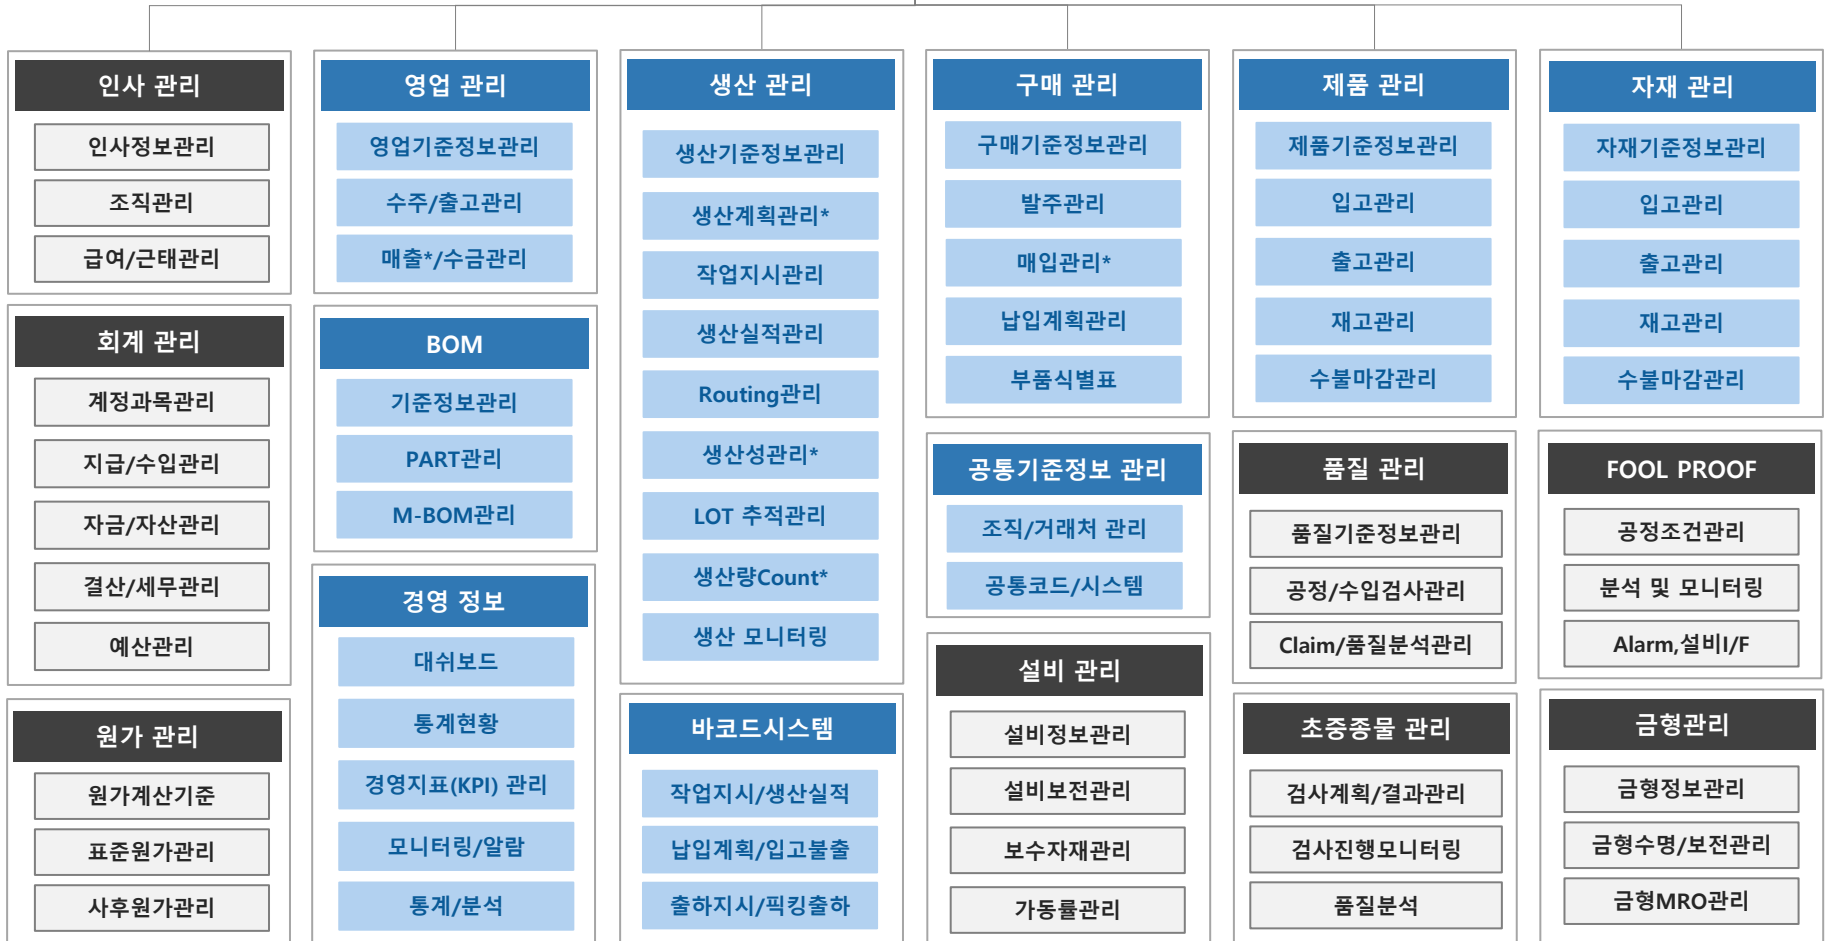 인사 관리
인사정보관리
조직관리
급여/근태관리
회계 관리
계정과목관리
지급/수입관리
자금/자산관리
결산/세무관리
예산관리
원가 관리
원가계산기준
표준원가관리
사후원가관리
영업 관리
영업기준정보관리
수주/출고관리
매출*/수금관리
BOM
기준정보관리
PART관리
M-BOM관리
경영 정보
대쉬보드
통계현황
경영지표(KPI) 관리
모니터링/알람
통계/분석
생산 관리
생산기준정보관리
생산계획관리*
작업지시관리
생산실적관리
Routing관리
생산성관리*
LOT 추적관리
생산량Count*
생산 모니터링
바코드시스템
작업지시/생산실적
납입계획/입고불출
출하지시/픽킹출하
구매 관리
구매기준정보관리
발주관리
매입관리*
납입계획관리
부품식별표
공통기준정보 관리
조직/거래처 관리
공통코드/시스템
설비 관리
설비정보관리
설비보전관리
보수자재관리
가동률관리
제품 관리
제품기준정보관리
입고관리
출고관리
재고관리
수불마감관리
품질 관리
품질기준정보관리
공정/수입검사관리
Claim/품질분석관리
초중종물 관리
검사계획/결과관리
검사진행모니터링
품질분석
자재 관리
자재기준정보관리
입고관리
출고관리
재고관리
수불마감관리
FOOL PROOF
공정조건관리
분석 및 모니터링
Alarm,설비I/F
금형관리
금형정보관리
금형수명/보전관리
금형MRO관리